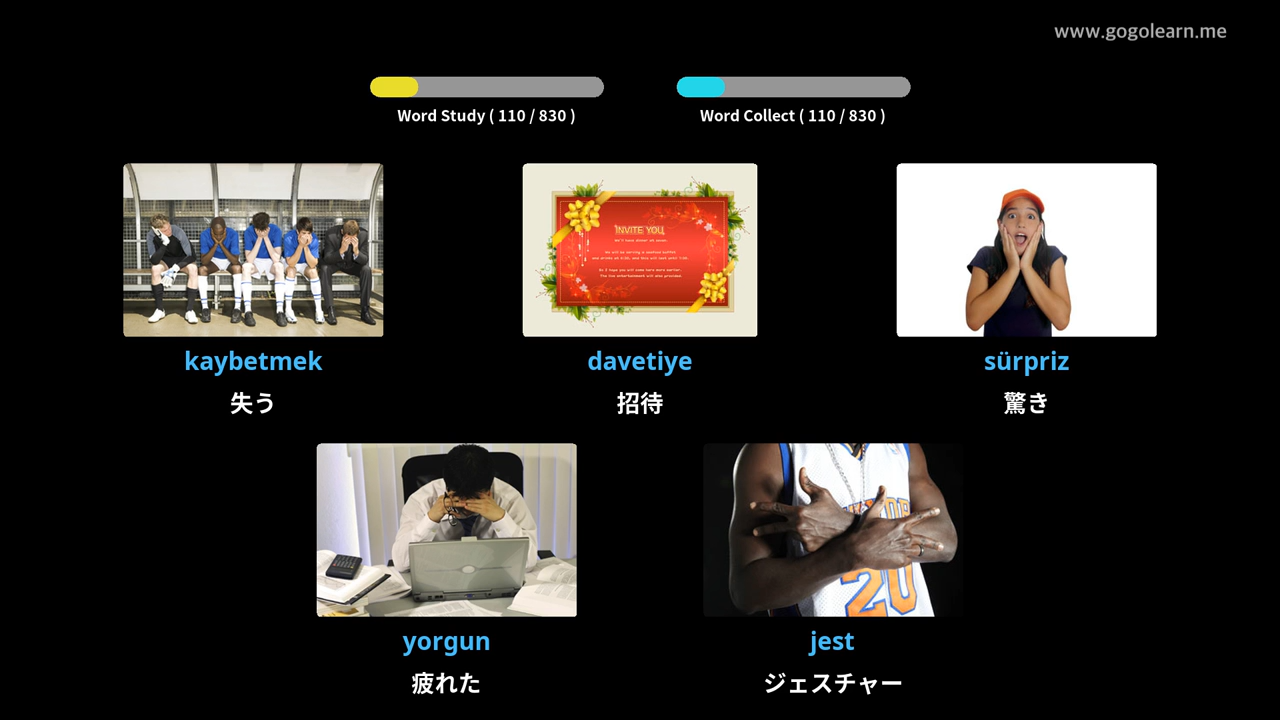 www.gogolearn.me
Word Study ( 110 / 830 )
Word Collect ( 110 / 830 )
INVITE YOU
kaybetmek
davetiye
sürpriz
失う
招待
驚き
20
yorgun
jest
疲れた
ジェスチャー